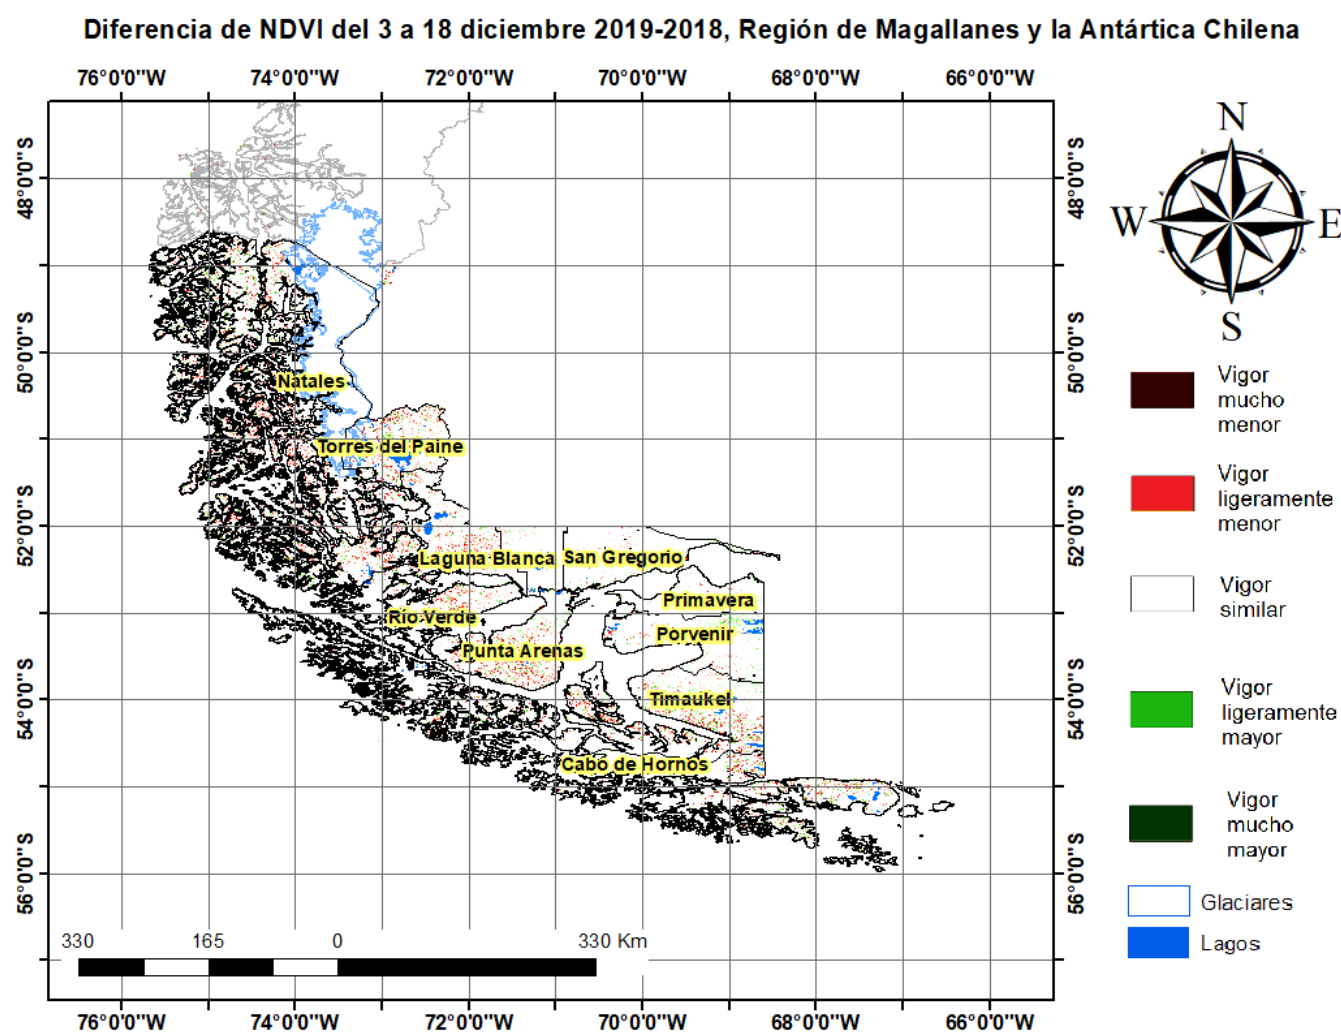 Diferencia de NDVI del 3 a 18 diciembre 2019-2018, Región de Magallanes y la Antártica Chilena
76°0'0"W 74°0'0"W 72°0'0"W 70°0'0"W 68°0'0"W 66°0'0"W
48°0'0"S
50°0'0"S
52°0'0"S
54°0'0"S
56°0'0"S
Natales
Torres del Paine
Laguna Blanca San Gregorio
Primavera
Río Verde
Porvenir
Punta Arenas
Timaukel
Cabo de Hornos
48°0'0"S
50°0'0"S
52°0'0"S
54°0'0"S
56°0'0"S
330 165 0 330 Km
76°0'0"W 74°0'0"W 72°0'0"W 70°0'0"W 68°0'0"W 66°0'0"W
N
W E
S
Vigor
mucho
menor
Vigor
ligeramente
menor
Vigor
similar
Vigor
ligeramente
mayor
Vigor
mucho
mayor
Glaciares
Lagos